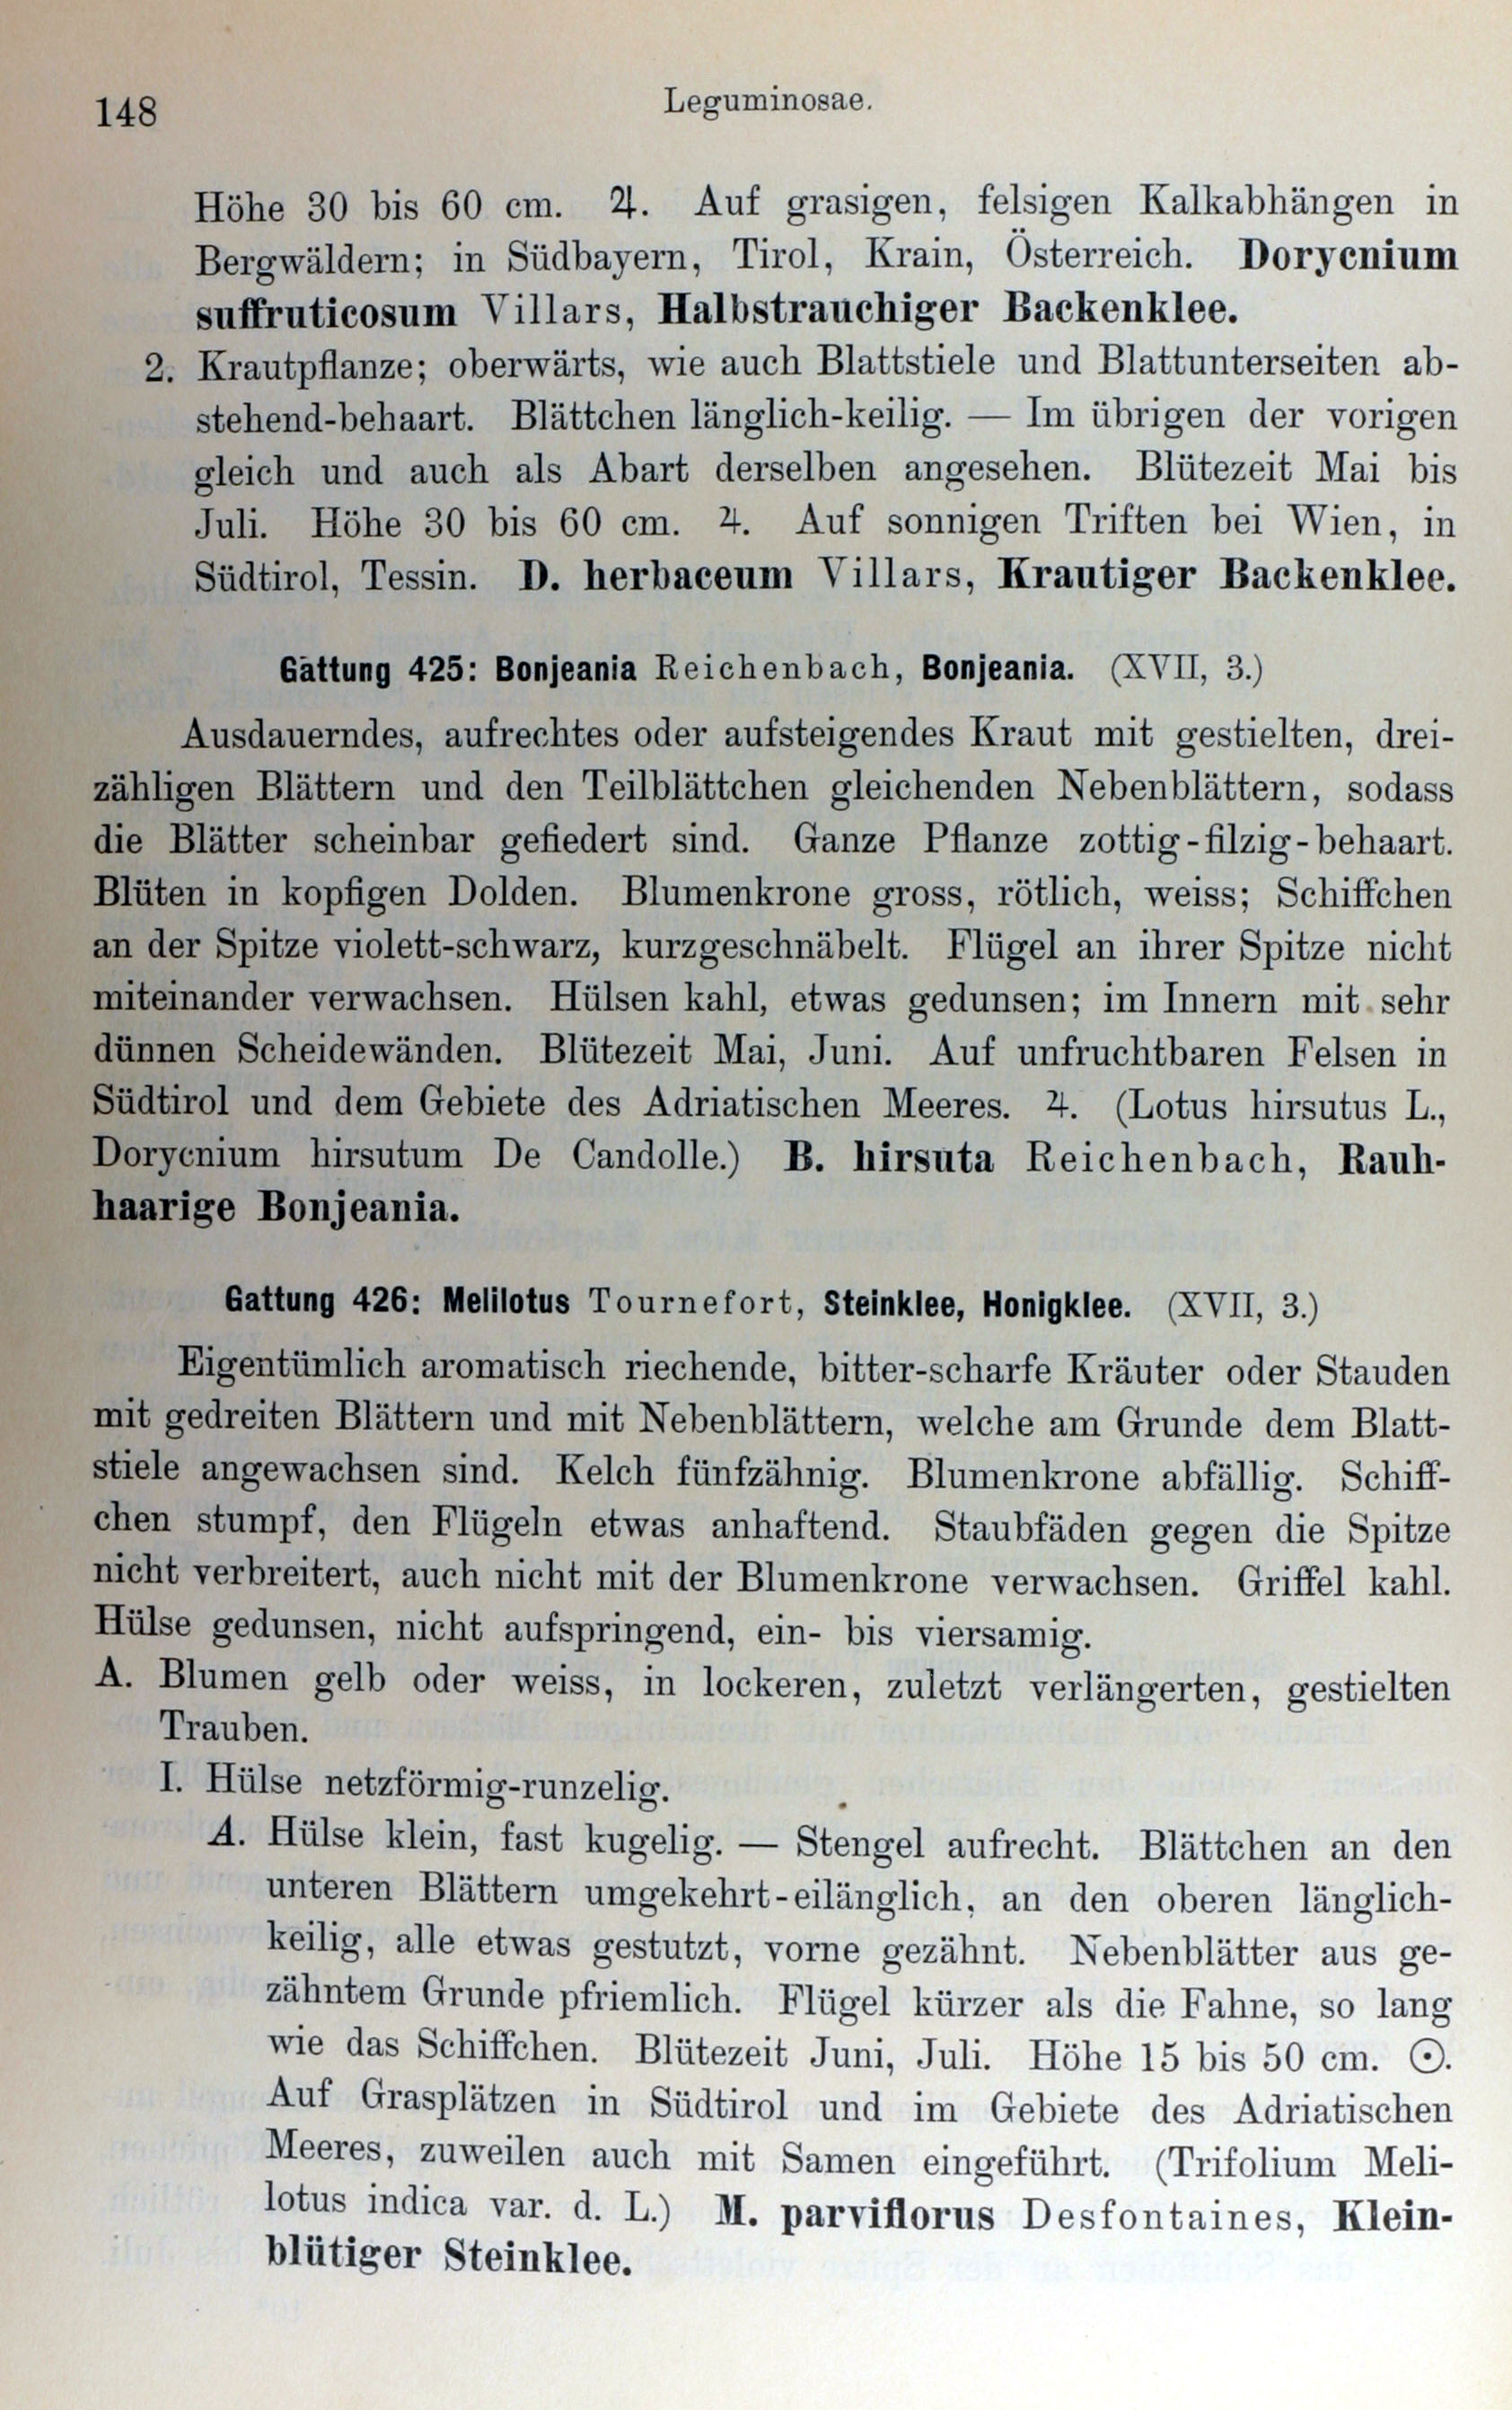 148
Leguminosae.
Höhe 30 bis 60 cm. ♃. Auf grasigen, felsigen Kalkabhängen in
Bergwäldern; in Südbayern, Tirol, Krain, Österreich. Dorycnium
suffruticosum Villars, Halbstrauchiger Backenklee.
2. Krautpflanze; oberwärts, wie auch Blattstiele und Blattunterseiten ab-
stehend-behaart. Blättchen länglich-keilig. — Im übrigen der vorigen
gleich und auch als Abart derselben angesehen. Blütezeit Mai bis
Juli. Höhe 30 bis 60 cm. ♃. Auf sonnigen Triften bei Wien, in
Südtirol, Tessin. D. herbaceum Villars, Krautiger Backenklee.
Gattung 425: Bonjeania Reichenbach, Bonjeania. (XVII, 3.)
Ausdauerndes, aufrechtes oder aufsteigendes Kraut mit gestielten, drei-
zähligen Blättern und den Teilblättchen gleichenden Nebenblättern, sodass
die Blätter scheinbar gefiedert sind. Ganze Pflanze zottig-filzig-behaart.
Blüten in kopfigen Dolden. Blumenkrone gross, rötlich, weiss; Schiffchen
an der Spitze violett-schwarz, kurzgeschnäbelt. Flügel an ihrer Spitze nicht
miteinander verwachsen. Hülsen kahl, etwas gedunsen; im Innern mit sehr
dünnen Scheidewänden. Blütezeit Mai, Juni. Auf unfruchtbaren Felsen in
Südtirol und dem Gebiete des Adriatischen Meeres. ♃. (Lotus hirsutus L.,
Dorycnium hirsutum De Candolle.) B. hirsuta Reichenbach, Rauh-
haarige Bonjeania.
Gattung 426: Melilotus Tournefort, Steinklee, Honigklee. (XVII, 3.)
Eigentümlich aromatisch riechende, bitter-scharfe Kräuter oder Stauden
mit gedreiten Blättern und mit Nebenblättern, welche am Grunde dem Blatt-
stiele angewachsen sind. Kelch fünfzähnig. Blumenkrone abfällig. Schiff-
chen stumpf, den Flügeln etwas anhaftend. Staubfäden gegen die Spitze
nicht verbreitert, auch nicht mit der Blumenkrone verwachsen. Griffel kahl.
Hülse gedunsen, nicht aufspringend, ein- bis viersamig.
A. Blumen gelb oder weiss, in lockeren, zuletzt verlängerten, gestielten
Trauben.
I. Hülse netzförmig-runzelig.
A. Hülse klein, fast kugelig. — Stengel aufrecht. Blättchen an den
unteren Blättern umgekehrt-eilänglich, an den oberen länglich-
keilig, alle etwas gestutzt, vorne gezähnt. Nebenblätter aus ge-
zähntem Grunde pfriemlich. Flügel kürzer als die Fahne, so lang
wie das Schiffchen. Blütezeit Juni, Juli. Höhe 15 bis 50 cm. ⊙.
Auf Grasplätzen in Südtirol und im Gebiete des Adriatischen
Meeres, zuweilen auch mit Samen eingeführt. (Trifolium Meli-
lotus indica var. d. L.) M. parviflorus Desfontaines, Klein-
blütiger Steinklee.